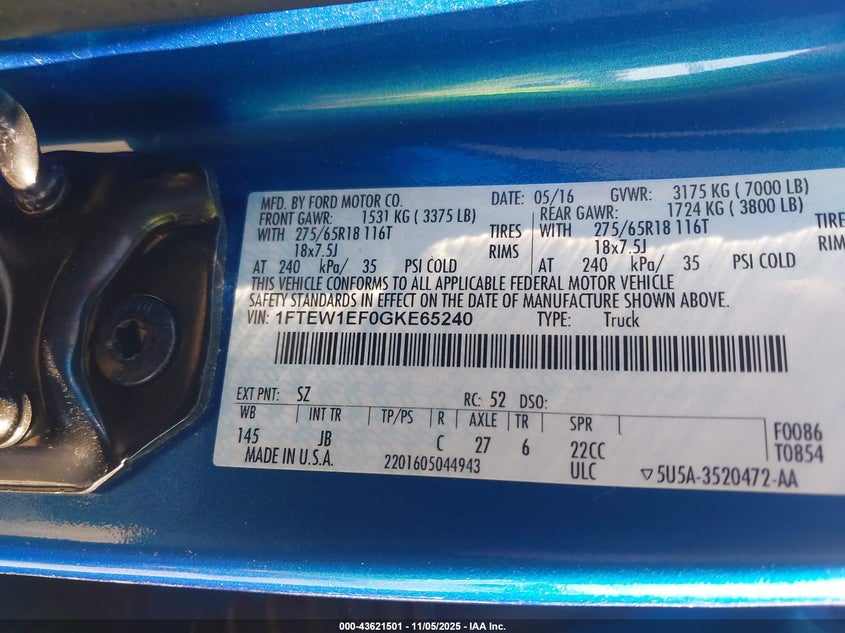 MFD. BY FORD MOTOR CO. DATE: 05/16 GVWR: 3175 KG ( 7000 LB)
FRONT GAWR: 1531 KG ( 3375 LB) REAR GAWR: 1724 KG ( 3800 LB)
WITH 275/65R18 116T TIRES WITH 275/65R18 116T TIRES
18x7.5J RIMS 18x7.5J RIM
AT 240 kPa/ 35 PSI COLD AT 240 kPa/ 35 PSI COLD
THIS VEHICLE CONFORMS TO ALL APPLICABLE FEDERAL MOTOR VEHICLE
SAFETY STANDARDS IN EFFECT ON THE DATE OF MANUFACTURE SHOWN ABOVE.
VIN: 1FTEW1EF0GKE65240 TYPE: Truck
EXT PNT: SZ RC: 52 DSO:
WB INT TR TP/PS R AXLE TR SPR
145 JB C 27 6 22CC F0086
ULC T0854
MADE IN U.S.A. 2201605044943 ▽5U5A-3520472-AA
000-43621501 — 11/05/2025 — IAA Inc.